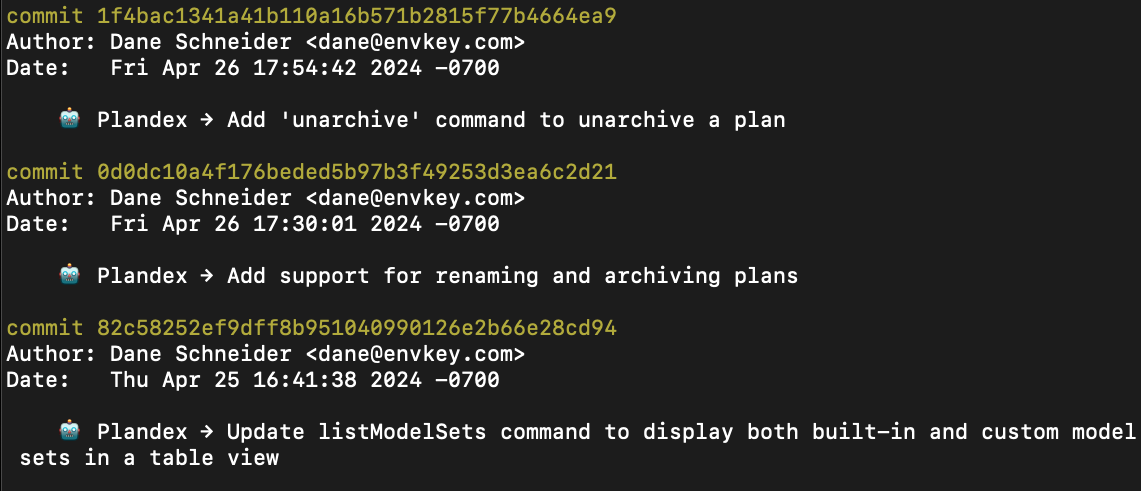 commit 1f4bac1341a41b110a16b571b2815f77b4664ea9
Author: Dane Schneider <dane@envkey.com>
Date:   Fri Apr 26 17:54:42 2024 -0700
🤖 Plandex → Add 'unarchive' command to unarchive a plan
commit 0d0dc10a4f176beded5b97b3f49253d3ea6c2d21
Author: Dane Schneider <dane@envkey.com>
Date:   Fri Apr 26 17:30:01 2024 -0700
🤖 Plandex → Add support for renaming and archiving plans
commit 82c58252ef9dff8b951040990126e2b66e28cd94
Author: Dane Schneider <dane@envkey.com>
Date:   Thu Apr 25 16:41:38 2024 -0700
🤖 Plandex → Update listModelSets command to display both built-in and custom model
sets in a table view